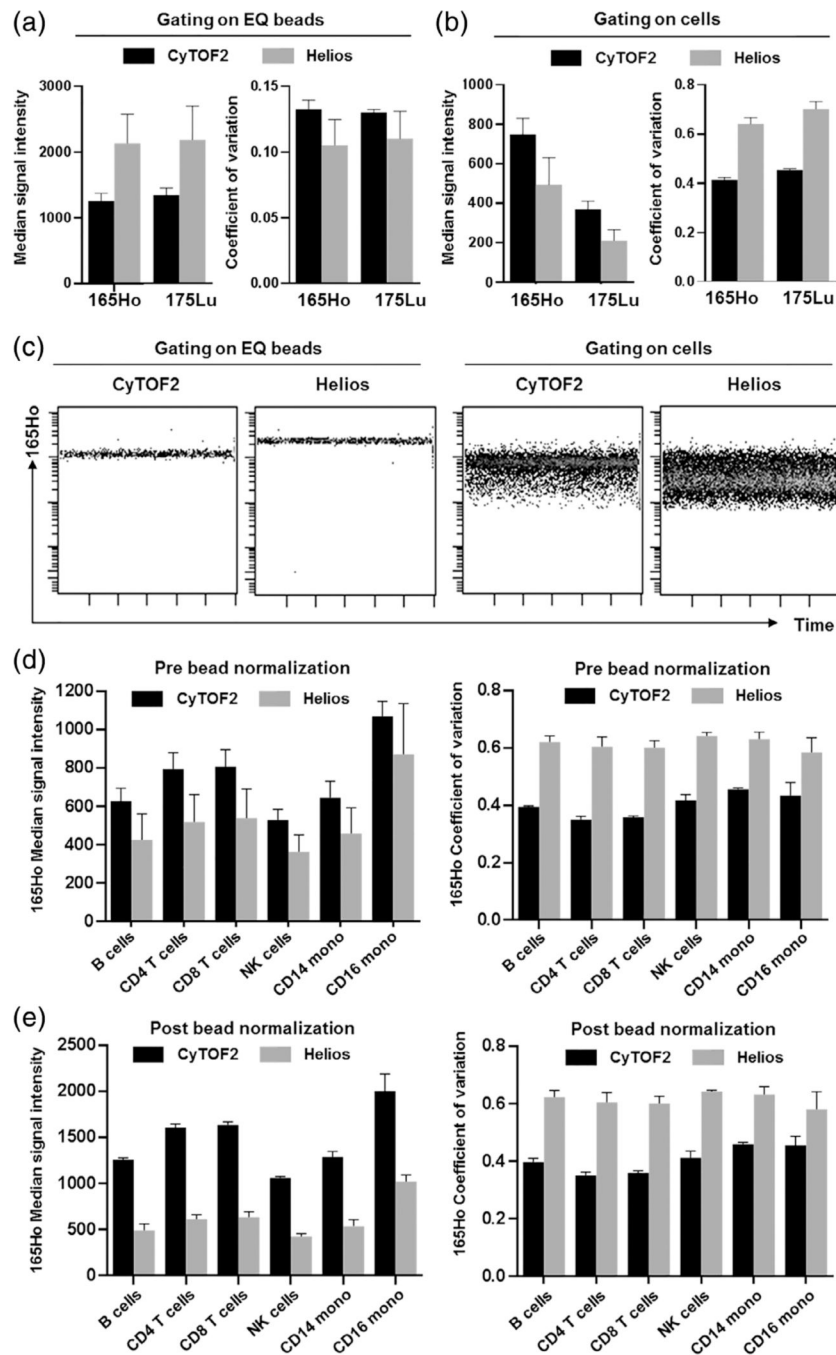 (a)
Gating on EQ beads
CyTOF2
Helios
Median signal intensity
3000
2000
1000
0
165Ho
175Lu
Coefficient of variation
0.15
0.10
0.05
0.00
165Ho
175Lu
(b)
Gating on cells
CyTOF2
Helios
Median signal intensity
800
600
400
200
0
165Ho
175Lu
Coefficient of variation
0.8
0.6
0.4
0.2
0.0
165Ho
175Lu
(c)
Gating on EQ beads
Gating on cells
CyTOF2
Helios
CyTOF2
Helios
165Ho
Time
(d)
Pre bead normalization
CyTOF2
Helios
165Ho Median signal intensity
1200
1000
800
600
400
200
0
B cells
CD4 T cells
CD8 T cells
NK cells
CD14 mono
CD16 mono
Pre bead normalization
CyTOF2
Helios
165Ho Coefficient of variation
0.8
0.6
0.4
0.2
0.0
B cells
CD4 T cells
CD8 T cells
NK cells
CD14 mono
CD16 mono
(e)
Post bead normalization
CyTOF2
Helios
165Ho Median signal intensity
2500
2000
1500
1000
500
0
B cells
CD4 T cells
CD8 T cells
NK cells
CD14 mono
CD16 mono
Post bead normalization
CyTOF2
Helios
165Ho Coefficient of variation
0.8
0.6
0.4
0.2
0.0
B cells
CD4 T cells
CD8 T cells
NK cells
CD14 mono
CD16 mono